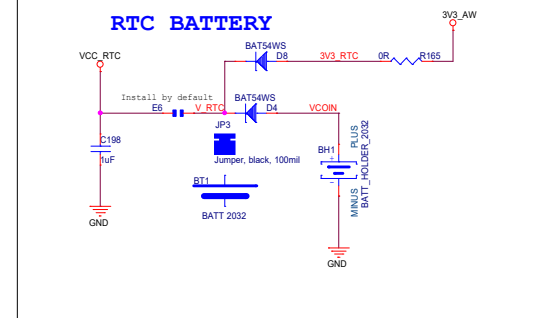 RTC BATTERY
3V3_AW
VCC_RTC
BAT54WS
D8
3V3_RTC
0R
R165
Install by default
E6
V_RTC
BAT54WS
D4
VCOIN
JP3
Jumper, black, 100mil
C198
1uF
BH1
+
-
PLUS
MINUS
BATT_HOLDER_2032
BT1
BATT 2032
GND
GND